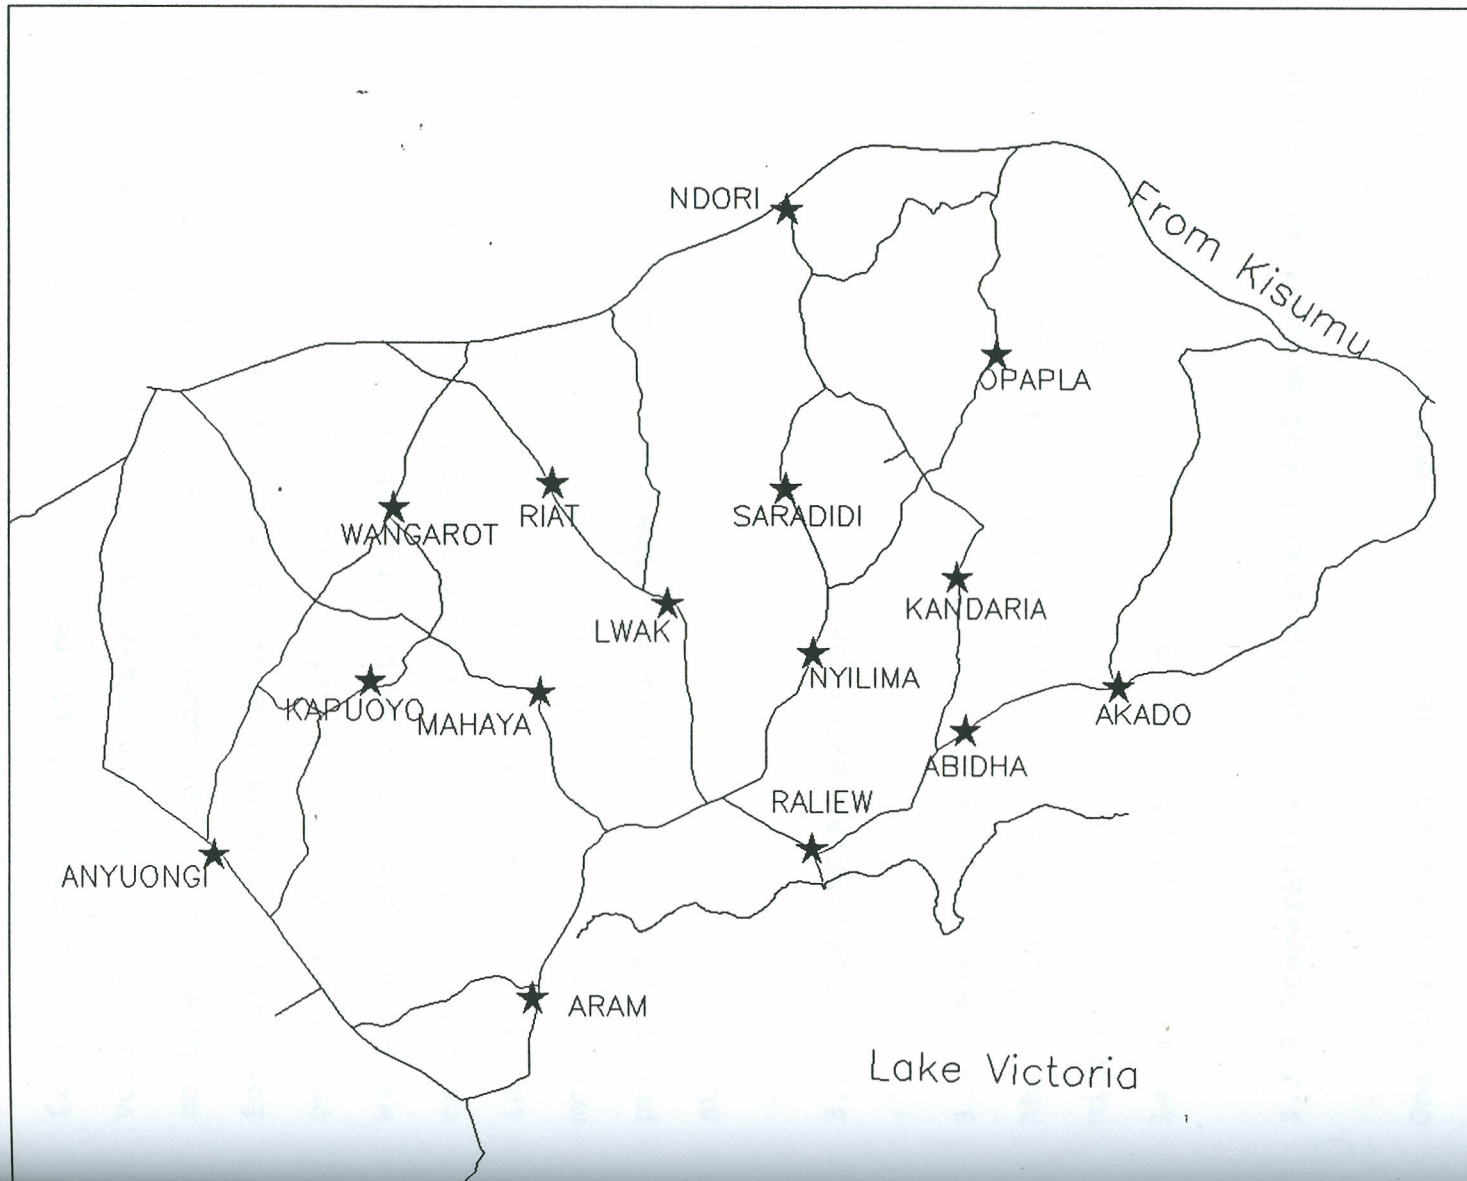 NDORI
From Kisumu
OPAPLA
WANGAROT
RIAT
SARADIDI
LWAK
KANDARIA
NYILIMA
KAPUOYO
MAHAYA
AKADO
ABIDHA
RALIEW
ANYUONGI
ARAM
Lake Victoria